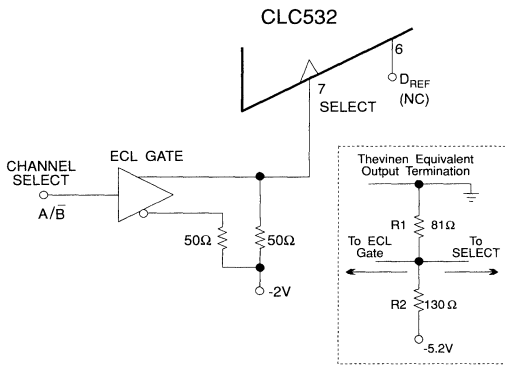 CLC532
6
DREF
(NC)
7
SELECT
ECL GATE
CHANNEL
SELECT
A/B̅
50Ω
50Ω
-2V
Thevinen Equivalent
Output Termination
R1
81Ω
To ECL
Gate
To
SELECT
R2
130Ω
-5.2V